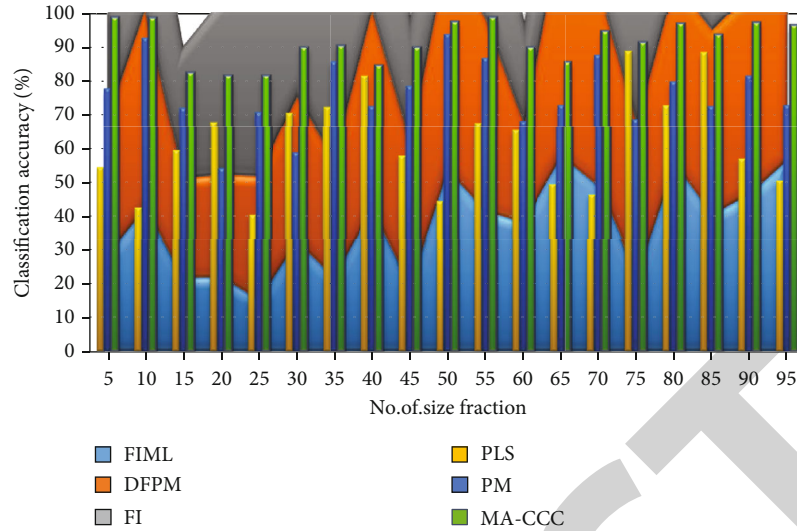 Classification accuracy (%)
100
90
80
70
60
50
40
30
20
10
0
5 10 15 20 25 30 35 40 45 50 55 60 65 70 75 80 85 90 95
No.of.size fraction
FIML
DFPM
FI
PLS
PM
MA-CCC